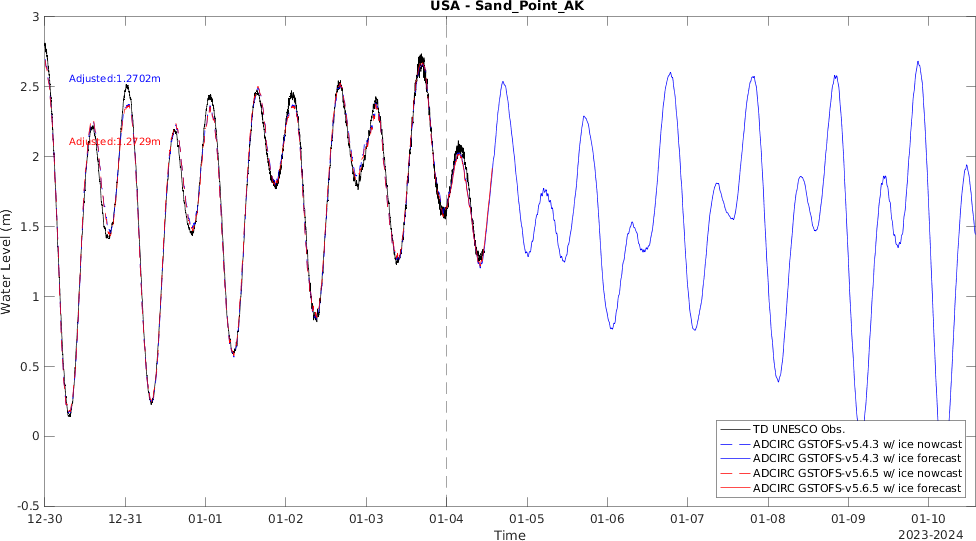 USA - Sand_Point_AK
3
2.5
2
1.5
1
0.5
0
-0.5
Water Level (m)
Adjusted:1.2702m
Adjusted:1.2729m
TD UNESCO Obs.
ADCIRC GSTOFS-v5.4.3 w/ ice nowcast
ADCIRC GSTOFS-v5.4.3 w/ ice forecast
ADCIRC GSTOFS-v5.6.5 w/ ice nowcast
ADCIRC GSTOFS-v5.6.5 w/ ice forecast
12-30 12-31 01-01 01-02 01-03 01-04 01-05 01-06 01-07 01-08 01-09 01-10
Time
2023-2024